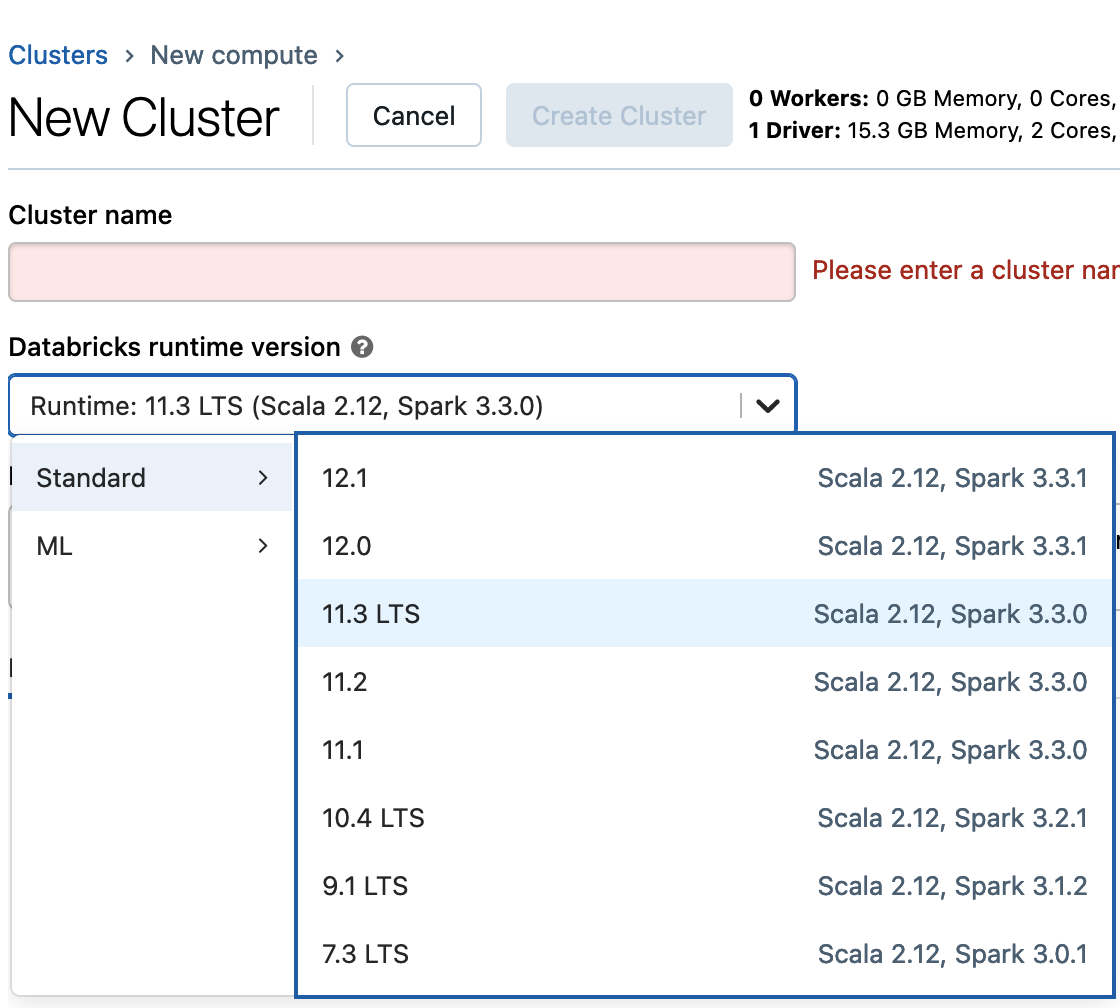 Clusters > New compute >
New Cluster Cancel Create Cluster
0 Workers: 0 GB Memory, 0 Cores,
1 Driver: 15.3 GB Memory, 2 Cores,
Cluster name
Please enter a cluster
Databricks runtime version ?
Runtime: 11.3 LTS (Scala 2.12, Spark 3.3.0)
Standard >
ML >
12.1 Scala 2.12, Spark 3.3.1
12.0 Scala 2.12, Spark 3.3.1
11.3 LTS Scala 2.12, Spark 3.3.0
11.2 Scala 2.12, Spark 3.3.0
11.1 Scala 2.12, Spark 3.3.0
10.4 LTS Scala 2.12, Spark 3.2.1
9.1 LTS Scala 2.12, Spark 3.1.2
7.3 LTS Scala 2.12, Spark 3.0.1